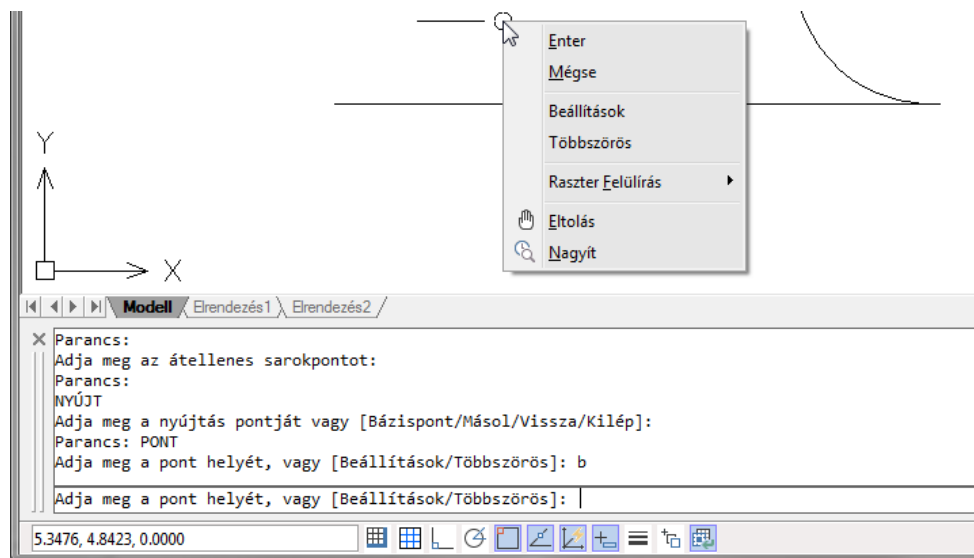 Enter
Mégse
Beállítások
Többszörös
Raszter Felülírás
Eltolás
Nagyít
Y
X
Modell Elrendezés1 Elrendezés2
Parancs:
Adja meg az átellenes sarokpontot:
Parancs:
NYÚJT
Adja meg a nyújtás pontját vagy [Bázispont/Másol/Vissza/Kilép]:
Parancs: PONT
Adja meg a pont helyét, vagy [Beállítások/Többszörös]: b
Adja meg a pont helyét, vagy [Beállítások/Többszörös]:
5.3476, 4.8423, 0.0000